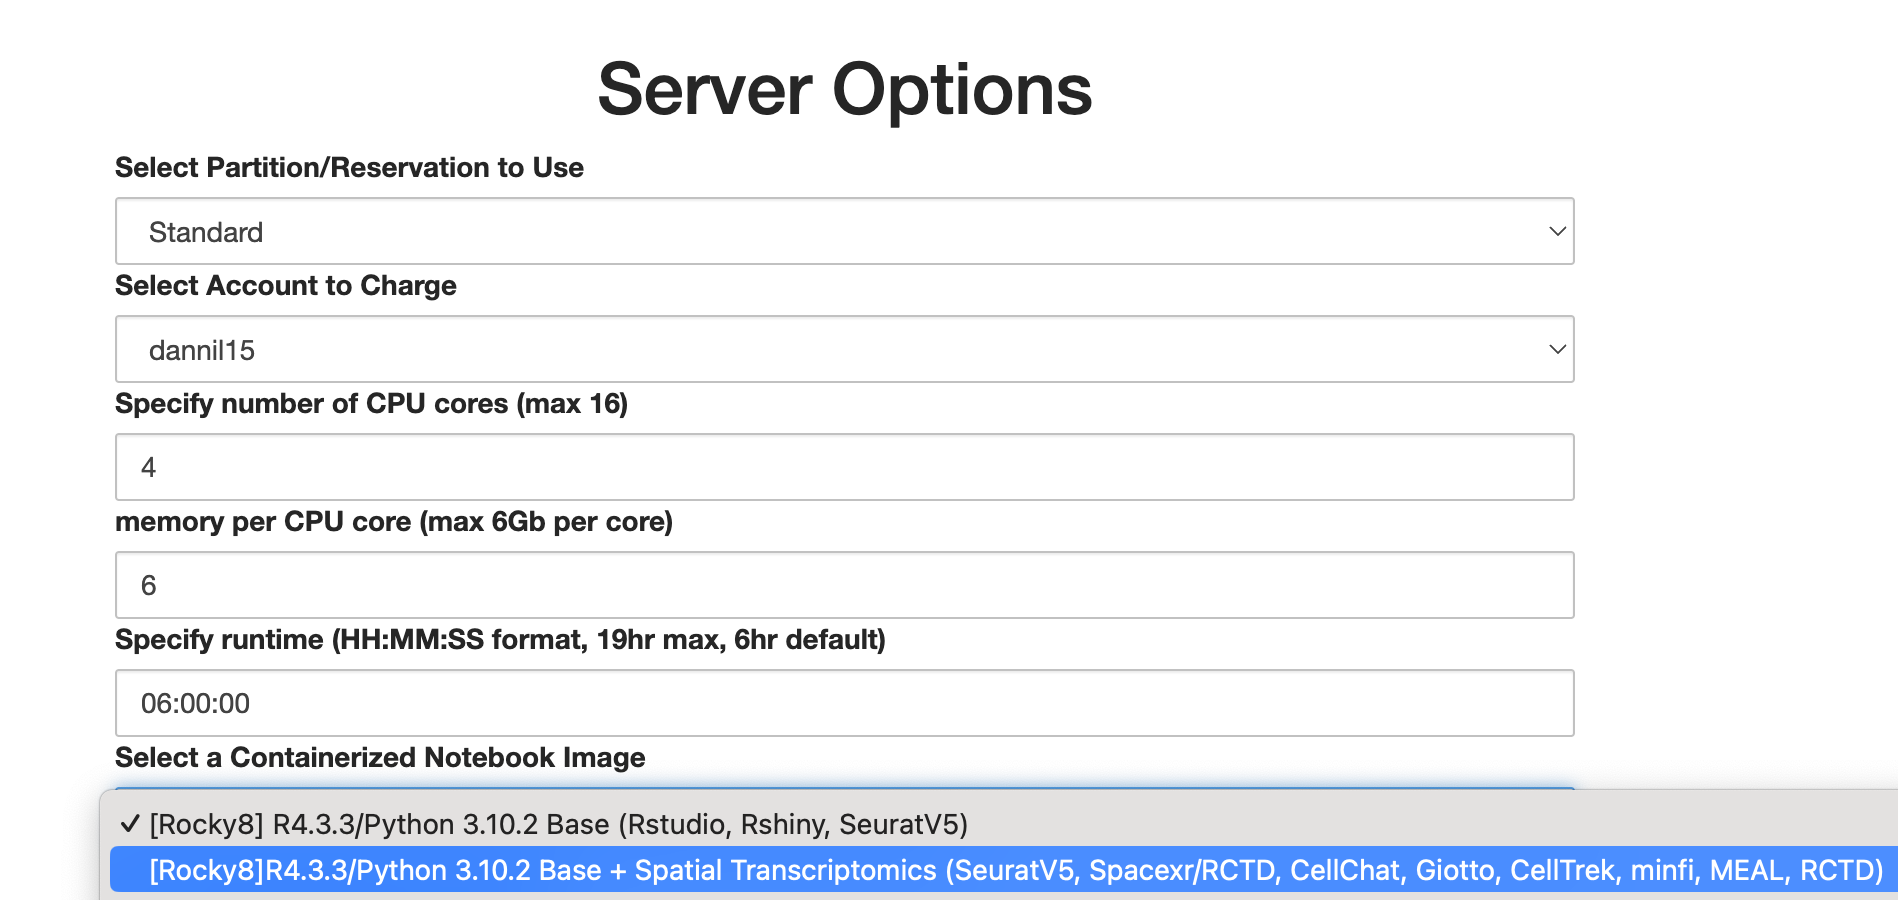 Server Options
Select Partition/Reservation to Use
Standard
Select Account to Charge
dannil15
Specify number of CPU cores (max 16)
4
memory per CPU core (max 6Gb per core)
6
Specify runtime (HH:MM:SS format, 19hr max, 6hr default)
06:00:00
Select a Containerized Notebook Image
✓ [Rocky8] R4.3.3/Python 3.10.2 Base (Rstudio, Rshiny, SeuratV5)
[Rocky8]R4.3.3/Python 3.10.2 Base + Spatial Transcriptomics (SeuratV5, Spacexr/RCTD, CellChat, Giotto, CellTrek, minfi, MEAL, RCTD)